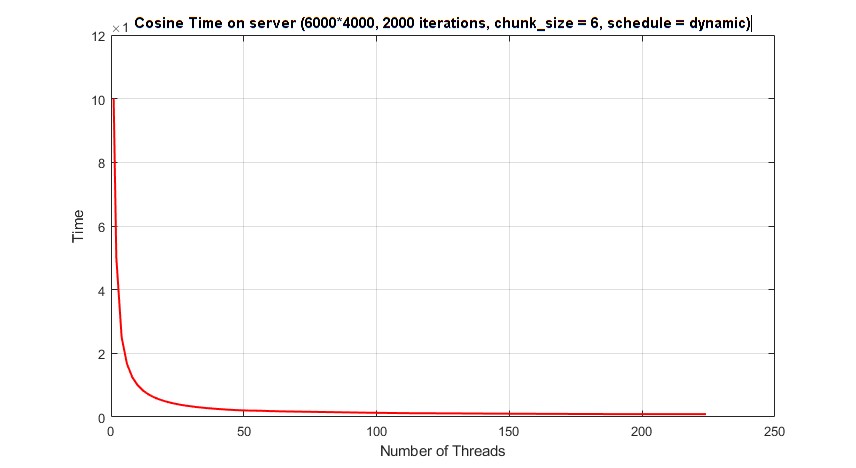 ×1 Cosine Time on server (6000*4000, 2000 iterations, chunk_size = 6, schedule = dynamic)
12
10
8
6
4
2
0
Time
0 50 100 150 200 250
Number of Threads